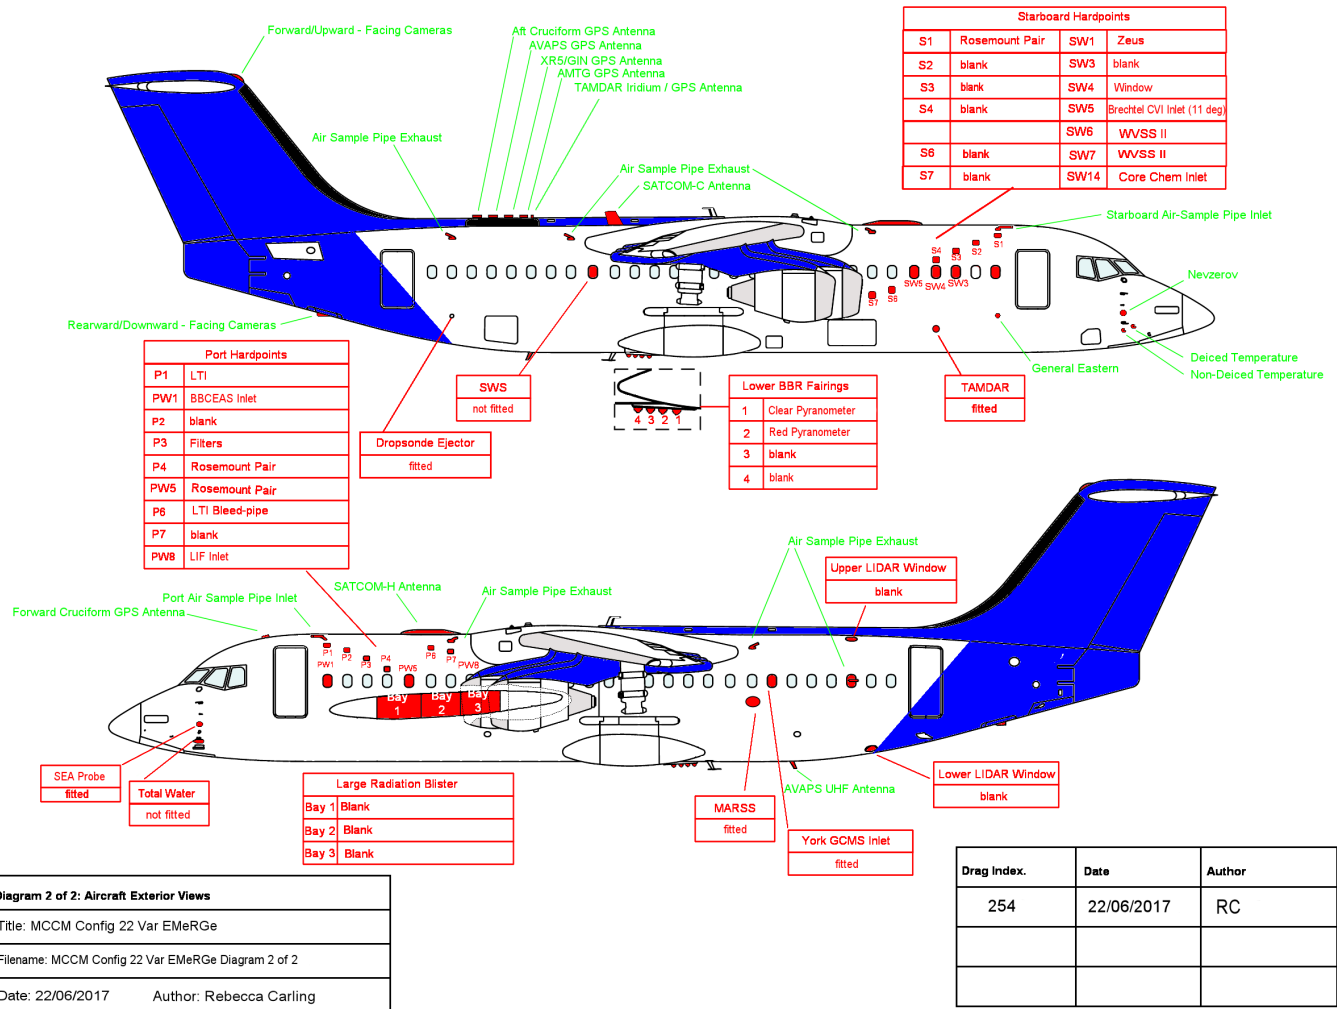 Forward/Upward - Facing Cameras
Aft Cruciform GPS Antenna
AVAPS GPS Antenna
XR5/GIN GPS Antenna
AMTG GPS Antenna
TAMDAR Iridium / GPS Antenna
Air Sample Pipe Exhaust
Air Sample Pipe Exhaust
SATCOM-C Antenna
Starboard Hardpoints
S1 Rosemount Pair SW1 Zeus
S2 blank SW3 blank
S3 blank SW4 Window
S4 blank SW5 Brechtel CVI Inlet (11 deg)
SW6 WVSS II
S6 blank SW7 WVSS II
S7 blank SW14 Core Chem Inlet
Starboard Air-Sample Pipe Inlet
S4 S3 S2 S1
SW5 SW4 SW3
S7 S6
Nevzerov
Rearward/Downward - Facing Cameras
Deiced Temperature
Non-Deiced Temperature
General Eastern
Port Hardpoints
P1 LTI
PW1 BBCEAS Inlet
P2 blank
P3 Filters
P4 Rosemount Pair
PW5 Rosemount Pair
P6 LTI Bleed-pipe
P7 blank
PW8 LIF Inlet
SWS
not fitted
Dropsonde Ejector
fitted
4 3 2 1
Lower BBR Fairings
1 Clear Pyranometer
2 Red Pyranometer
3 blank
4 blank
TAMDAR
fitted
Air Sample Pipe Exhaust
Upper LIDAR Window
blank
SATCOM-H Antenna
Air Sample Pipe Exhaust
Port Air Sample Pipe Inlet
Forward Cruciform GPS Antenna
P1 P2 P3 P4 P6 P7
PW1 PW5 PW8
Bay 1
Bay 2
Bay 3
SEA Probe
fitted
Total Water
not fitted
Large Radiation Blister
Bay 1 Blank
Bay 2 Blank
Bay 3 Blank
MARSS
fitted
AVAPS UHF Antenna
York GCMS Inlet
fitted
Lower LIDAR Window
blank
Diagram 2 of 2: Aircraft Exterior Views
Title: MCCM Config 22 Var EMeRGe
Filename: MCCM Config 22 Var EMeRGe Diagram 2 of 2
Date: 22/06/2017 Author: Rebecca Carling
Drag Index. Date Author
254 22/06/2017 RC